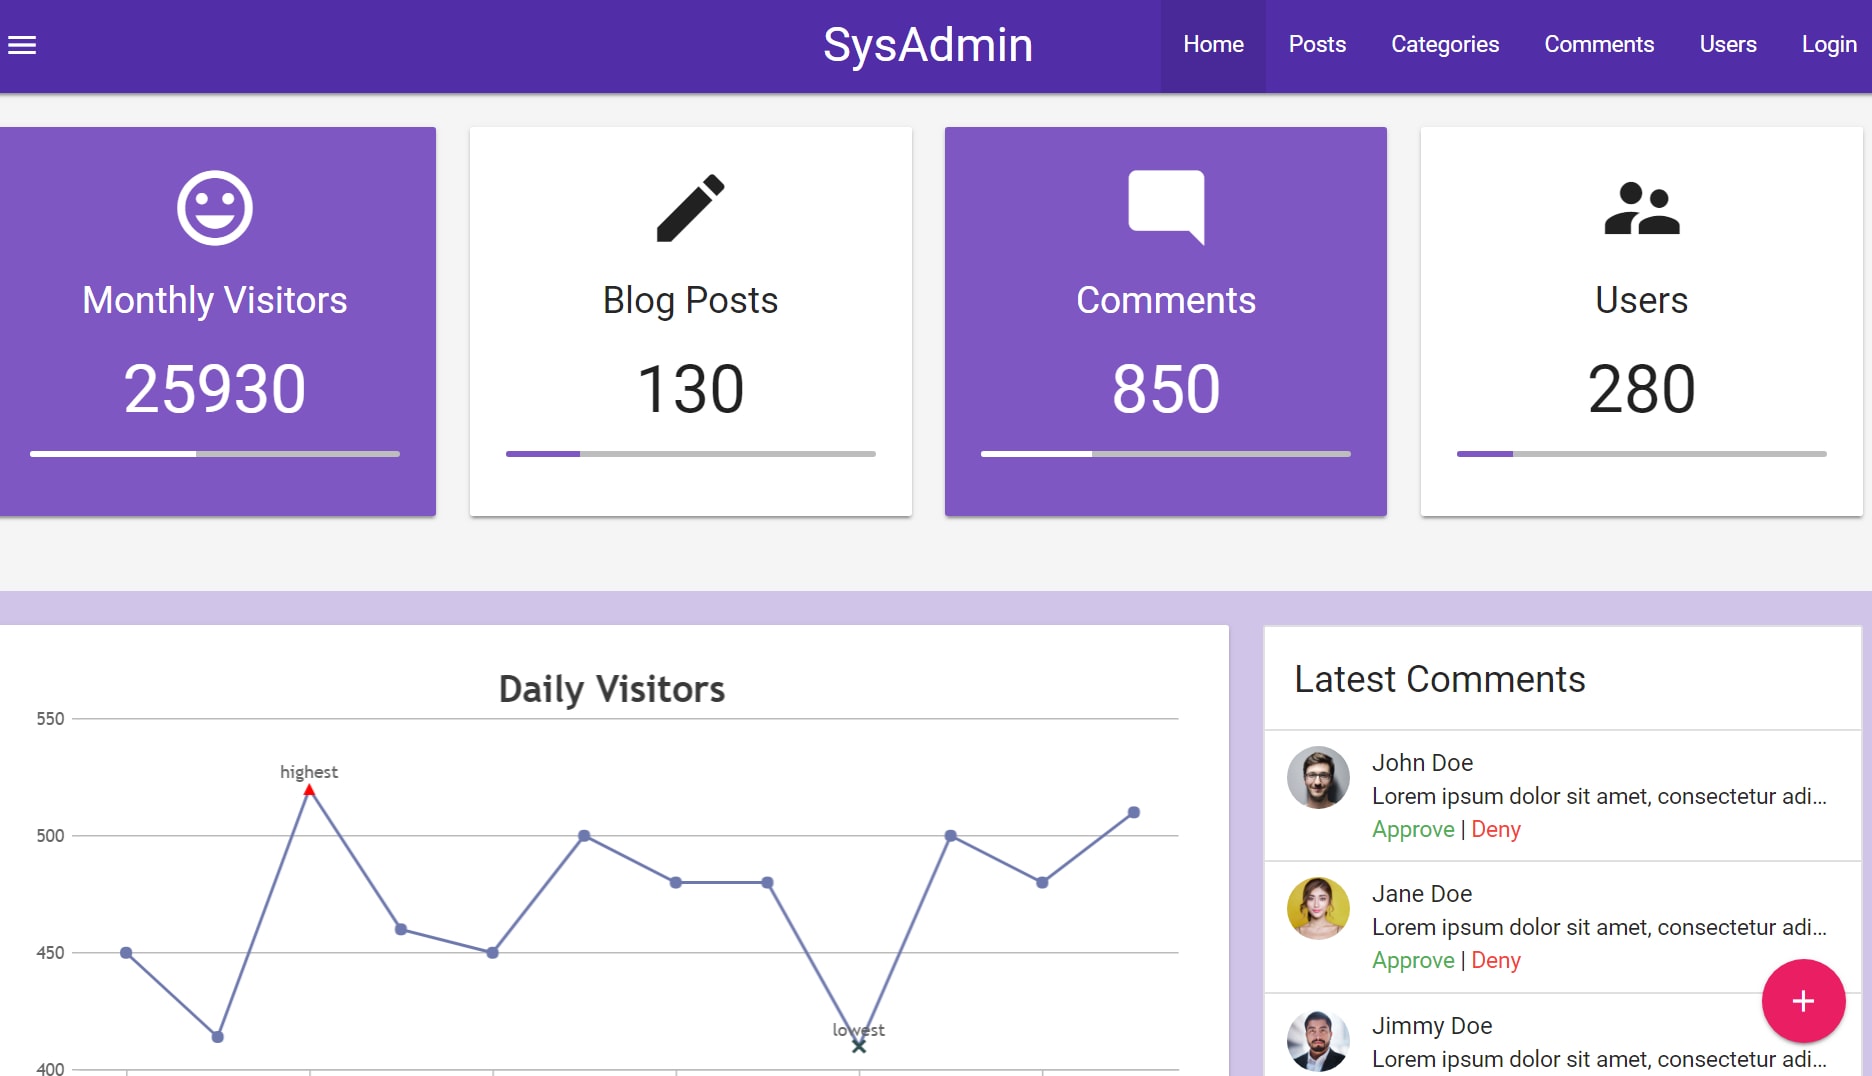 SysAdmin
Home Posts Categories Comments Users Login
Monthly Visitors
25930
Blog Posts
130
Comments
850
Users
280
Daily Visitors
550
500
450
400
highest
lowest
Latest Comments
John Doe
Lorem ipsum dolor sit amet, consectetur adi...
Approve | Deny
Jane Doe
Lorem ipsum dolor sit amet, consectetur adi...
Approve | Deny
Jimmy Doe
Lorem ipsum dolor sit amet, consectetur adi...
+